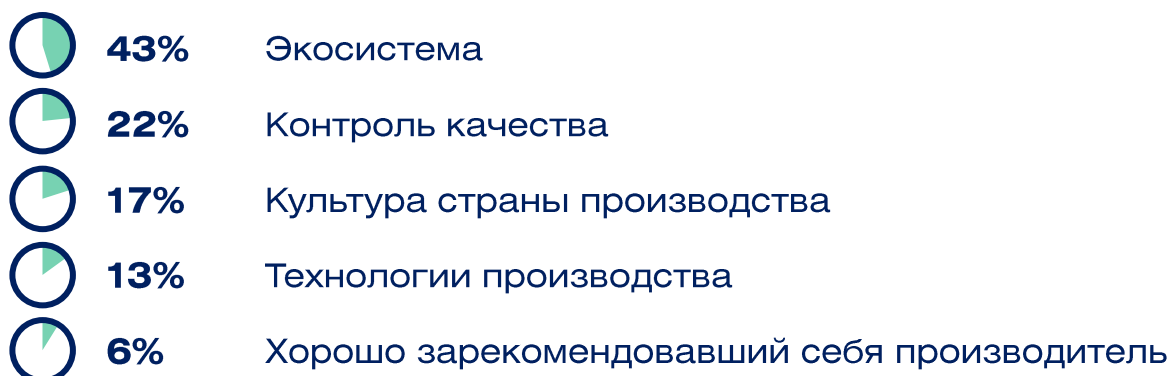 43% Экосистема
22% Контроль качества
17% Культура страны производства
13% Технологии производства
6% Хорошо зарекомендовавший себя производитель